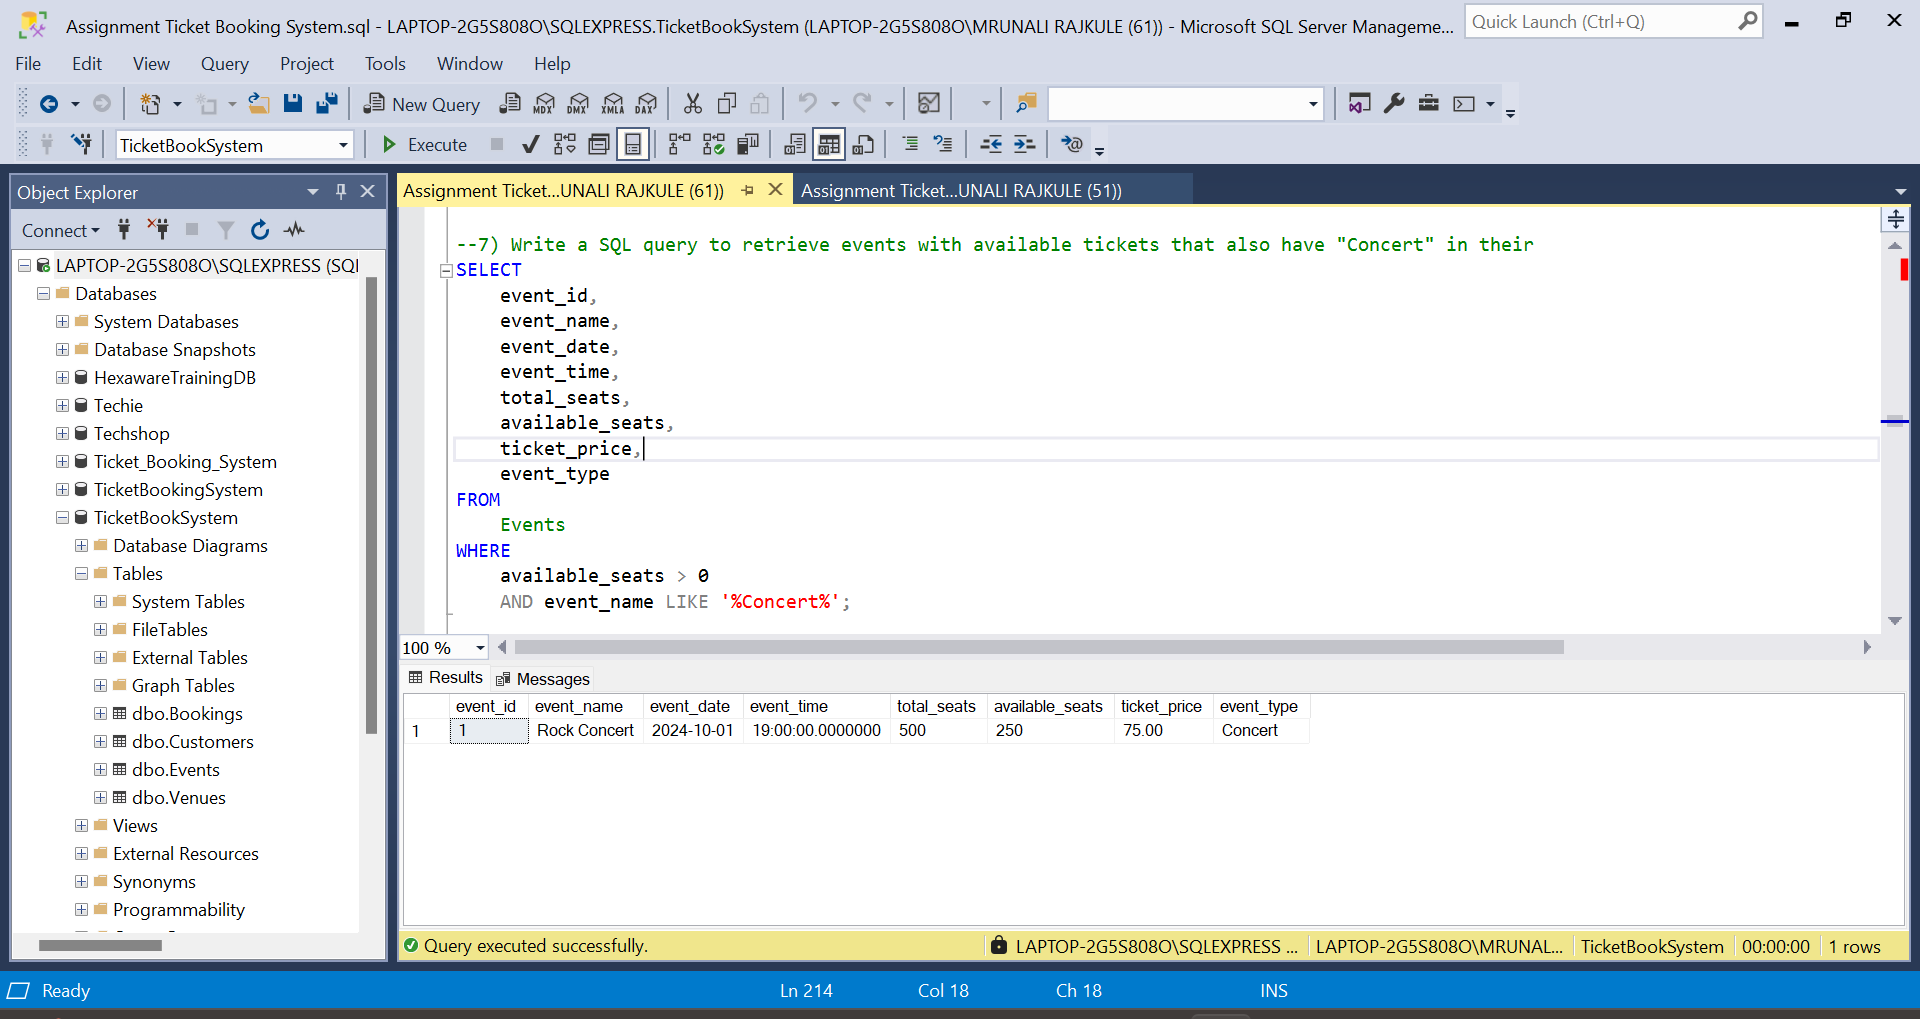 Assignment Ticket Booking System.sql - LAPTOP-2G5S808O\SQLEXPRESS.TicketBookSystem (LAPTOP-2G5S808O\MRUNALI RAJKULE (61)) - Microsoft SQL Server Manageme...
Quick Launch (Ctrl+Q)
File Edit View Query Project Tools Window Help
New Query MDX DMX XMLA DAX
TicketBookSystem Execute
Object Explorer
Connect
LAPTOP-2G5S808O\SQLEXPRESS (SQl
Databases
System Databases
Database Snapshots
HexawareTrainingDB
Techie
Techshop
Ticket_Booking_System
TicketBookingSystem
TicketBookSystem
Database Diagrams
Tables
System Tables
FileTables
External Tables
Graph Tables
dbo.Bookings
dbo.Customers
dbo.Events
dbo.Venues
Views
External Resources
Synonyms
Programmability
Assignment Ticket...UNALI RAJKULE (61))
Assignment Ticket...UNALI RAJKULE (51))
--7) Write a SQL query to retrieve events with available tickets that also have "Concert" in their
SELECT
event_id,
event_name,
event_date,
event_time,
total_seats,
available_seats,
ticket_price,
event_type
FROM
Events
WHERE
available_seats > 0
AND event_name LIKE '%Concert%';
100 %
Results Messages
event_id event_name event_date event_time total_seats available_seats ticket_price event_type
1 1 Rock Concert 2024-10-01 19:00:00.0000000 500 250 75.00 Concert
Query executed successfully.
LAPTOP-2G5S808O\SQLEXPRESS ... LAPTOP-2G5S808O\MRUNAL... TicketBookSystem 00:00:00 1 rows
Ready Ln 214 Col 18 Ch 18 INS